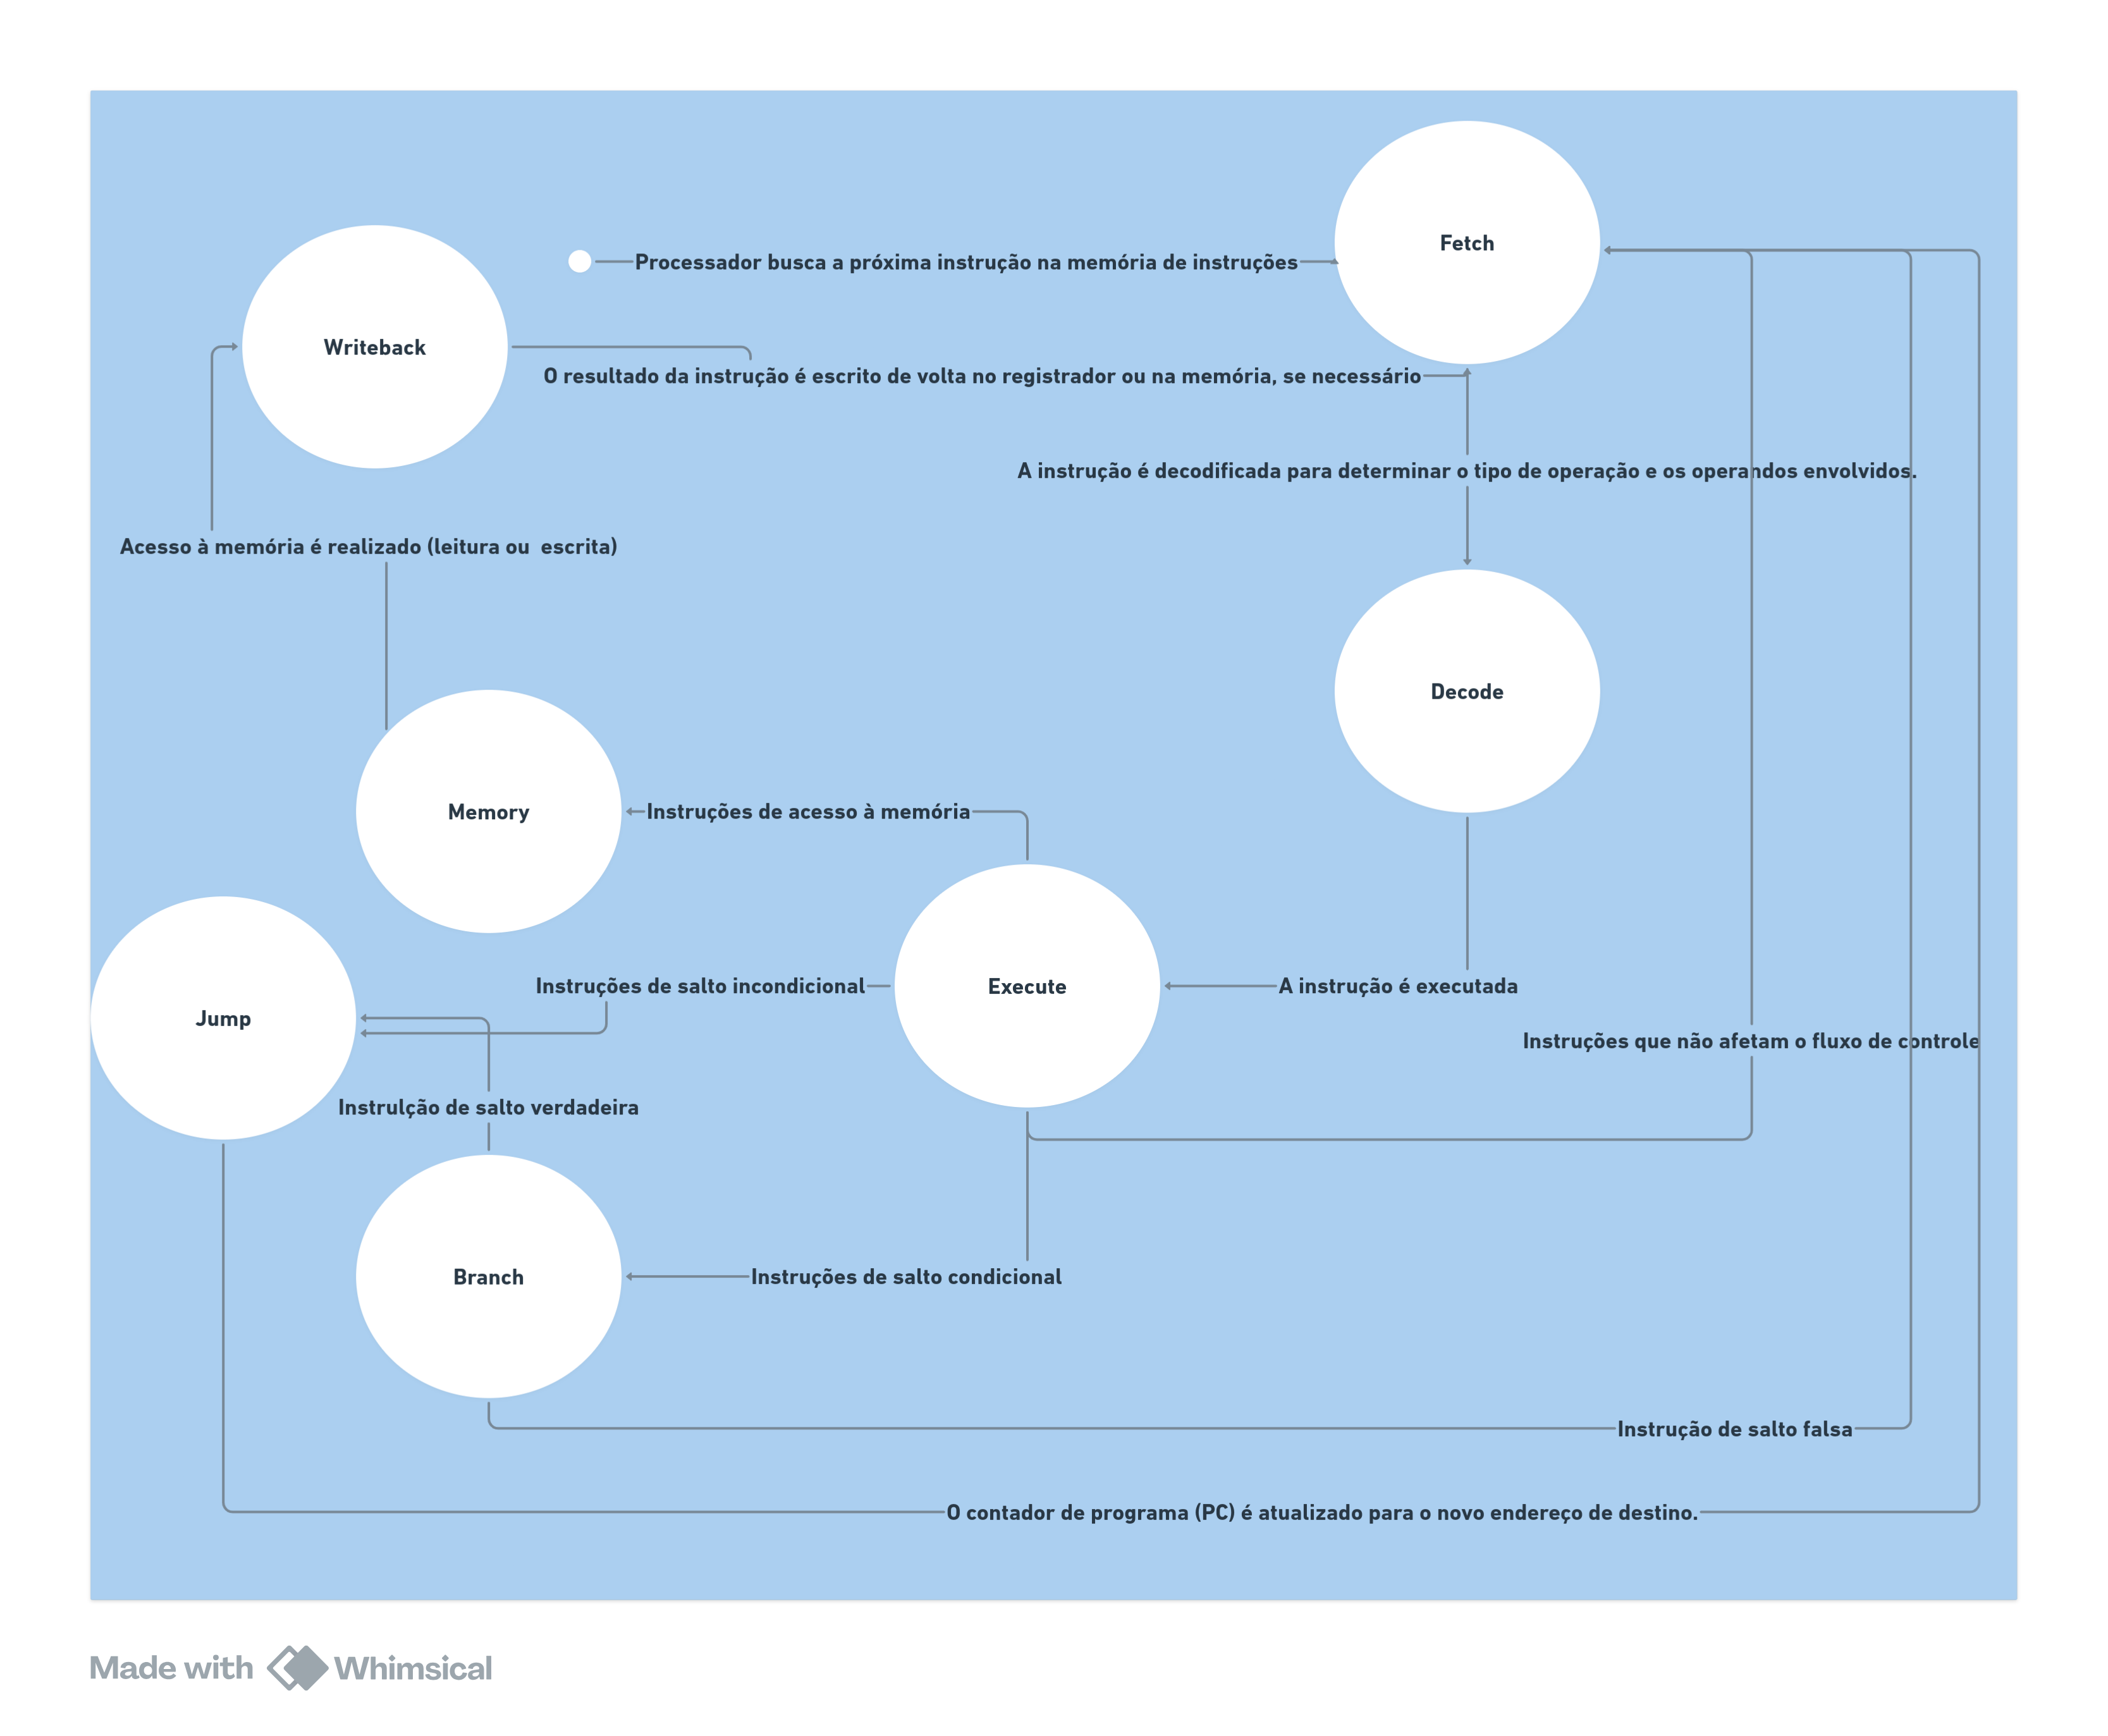 Fetch
Processador busca a próxima instrução na memória de instruções
Writeback
O resultado da instrução é escrito de volta no registrador ou na memória, se necessário
A instrução é decodificada para determinar o tipo de operação e os operandos envolvidos.
Acesso à memória é realizado (leitura ou  escrita)
Decode
Memory
Instruções de acesso à memória
Instruções de salto incondicional
Execute
A instrução é executada
Jump
Instruções que não afetam o fluxo de controle
Instrulção de salto verdadeira
Branch
Instruções de salto condicional
Instrução de salto falsa
O contador de programa (PC) é atualizado para o novo endereço de destino.
Made with Whimsical